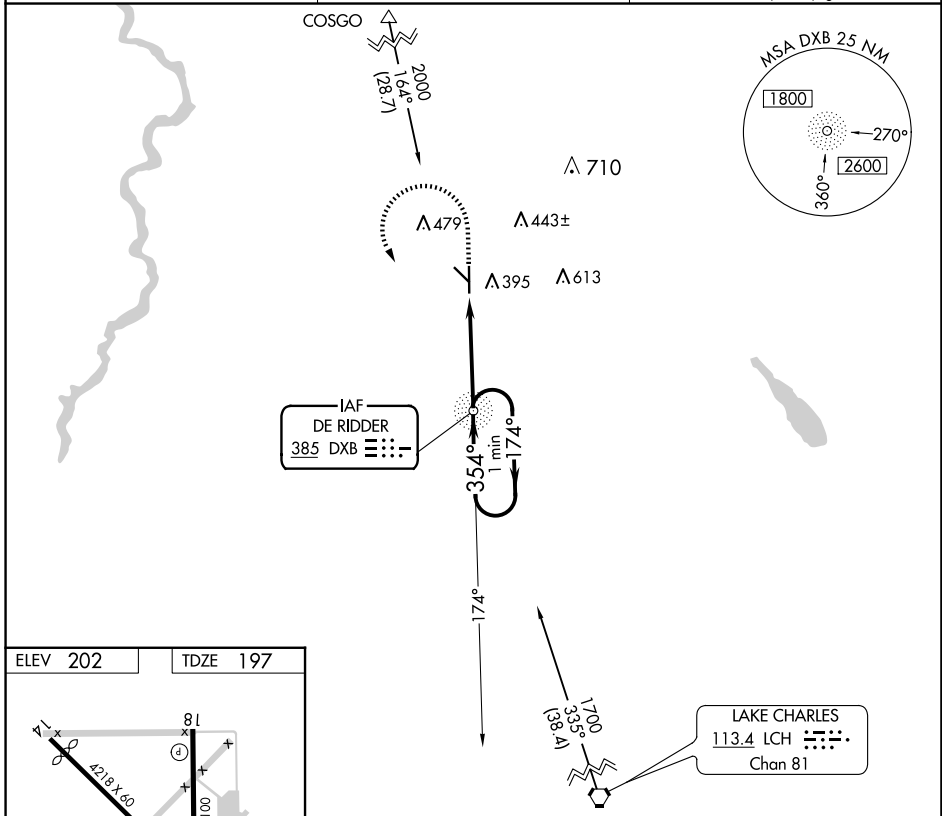 COSGO
2000
164°
(28.7)
MSA DXB 25 NM
1800
270°
2600
360°
710
479
443±
395
613
IAF
DE RIDDER
385 DXB
354°
1 min
174°
174°
1700
335°
(38.4)
LAKE CHARLES
113.4 LCH
Chan 81
ELEV 202
TDZE 197
14
18
P
4218 X 60
100